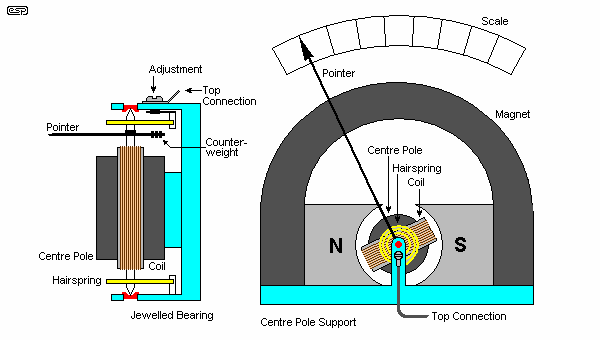 esp
Scale
Adjustment
Top
Connection
Pointer
Magnet
Pointer
Counter-
weight
Centre Pole
Hairspring
Coil
N
S
Centre Pole
Coil
Hairspring
Jewelled Bearing
Centre Pole Support
Top Connection